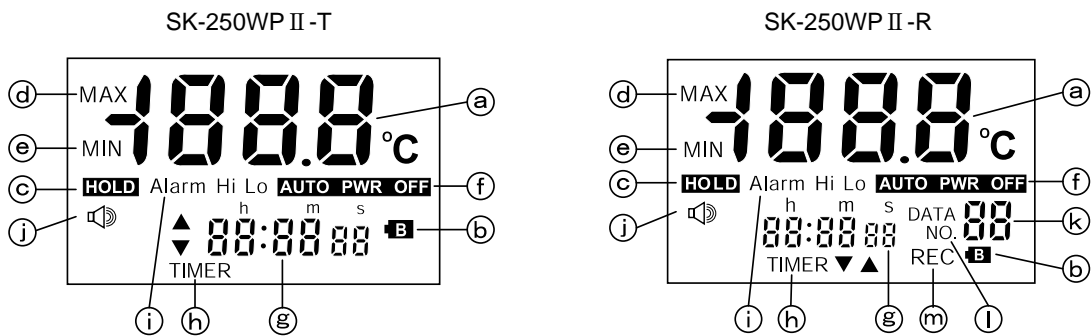 SK-250WPⅡ-T
ⓓ MAX -188.8 °C ⓐ
ⓔ MIN
ⓒ HOLD Alarm Hi Lo AUTO PWR OFF ⓕ
h m s
ⓙ 88:88 88 B ⓑ
▲
▼
TIMER
ⓘ ⓗ ⓖ
SK-250WPⅡ-R
ⓓ MAX -188.8 °C ⓐ
ⓔ MIN
ⓒ HOLD Alarm Hi Lo AUTO PWR OFF ⓕ
h m s
ⓙ 88:88 88 DATA NO. 88 ⓚ
TIMER ▼ ▲ REC B ⓑ
ⓘ ⓗ ⓖ ⓜ ⓛ